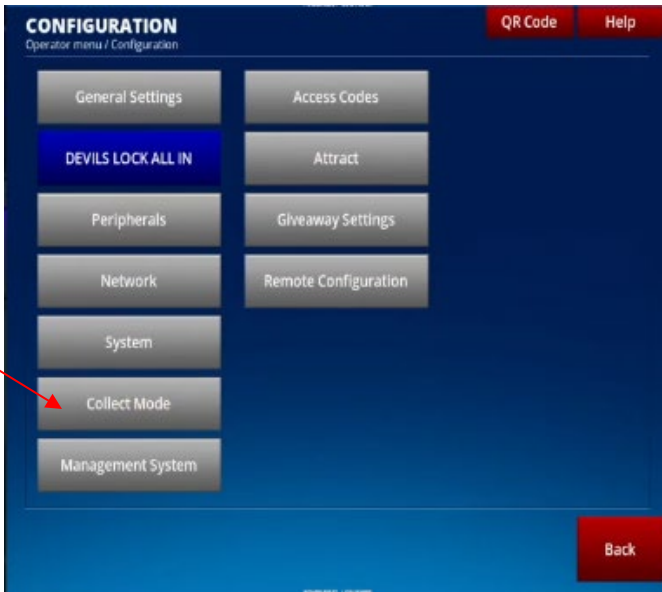 CONFIGURATION
Operator menu / Configuration
QR Code
Help
General Settings
Access Codes
DEVILS LOCK ALL IN
Attract
Peripherals
Giveaway Settings
Network
Remote Configuration
System
Collect Mode
Management System
Back